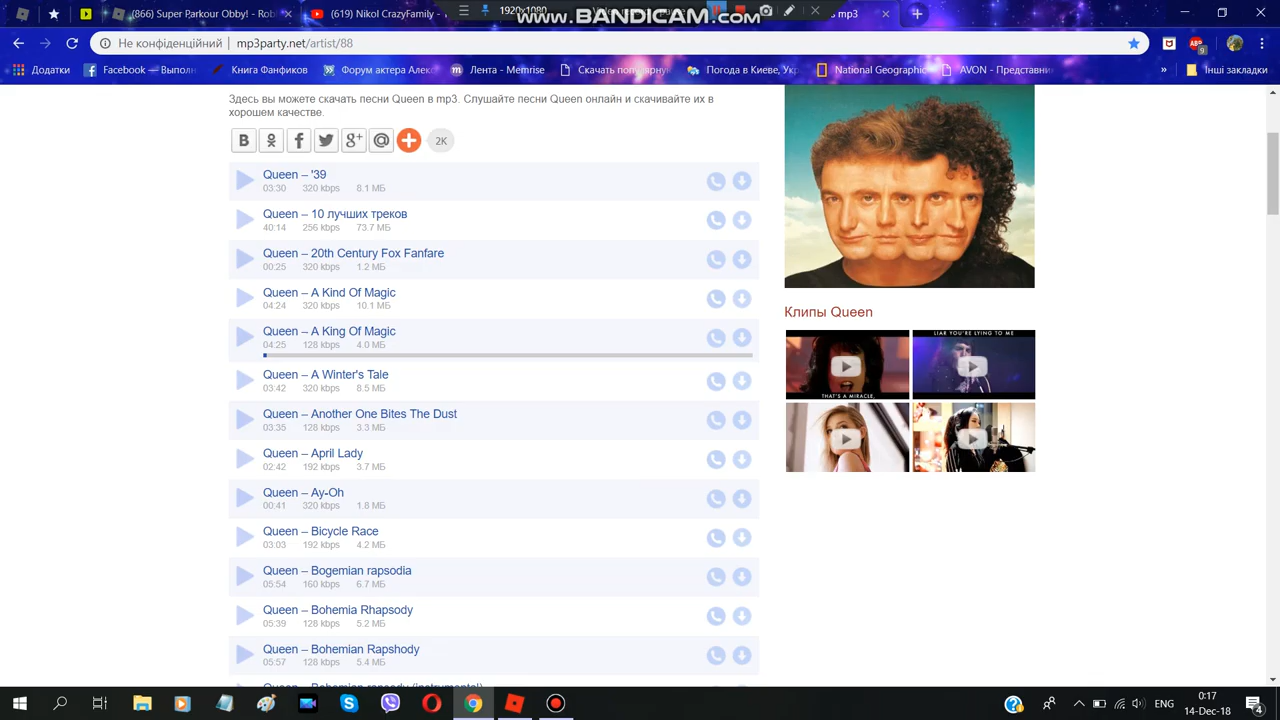 1920x1080
www.BANDICAM.com
(866) Super Puper Oboy! -
Queen - Family Guy
mp3
Не конфіденційний
mp3party.net/artist/88
ABP
Додатки
Facebook — Выполн
Книга Фанфиков
Форум актера Алекс
Лента - Memrise
Скачать популярну
Погода в Киеве, Укр
National Geographic
AVON - Представни
»
Інші закладки
Здесь вы можете скачать песни Queen в mp3. Слушайте песни Queen онлайн и скачивайте их в
хорошем качестве.
2K
Queen – '39
03:30 320 kbps 8.1 МБ
Queen – 10 лучших треков
40:14 256 kbps 73.7 МБ
Queen – 20th Century Fox Fanfare
00:25 320 kbps 1.2 МБ
Queen – A Kind Of Magic
04:24 320 kbps 10.1 МБ
Queen – A King Of Magic
04:25 128 kbps 4.0 МБ
Queen – A Winter's Tale
03:42 320 kbps 8.5 МБ
Queen – Another One Bites The Dust
03:35 128 kbps 3.3 МБ
Queen – April Lady
02:42 192 kbps 3.7 МБ
Queen – Ay-Oh
00:41 320 kbps 1.8 МБ
Queen – Bicycle Race
03:03 192 kbps 4.2 МБ
Queen – Bogemian rapsodia
05:54 160 kbps 6.7 МБ
Queen – Bohemia Rhapsody
05:39 128 kbps 5.2 МБ
Queen – Bohemian Rapshody
05:57 128 kbps 5.4 МБ
Клипы Queen
LIAR YOU'RE LYING TO ME
THAT'S A MIRACLE,
ENG
0:17
14-Dec-18